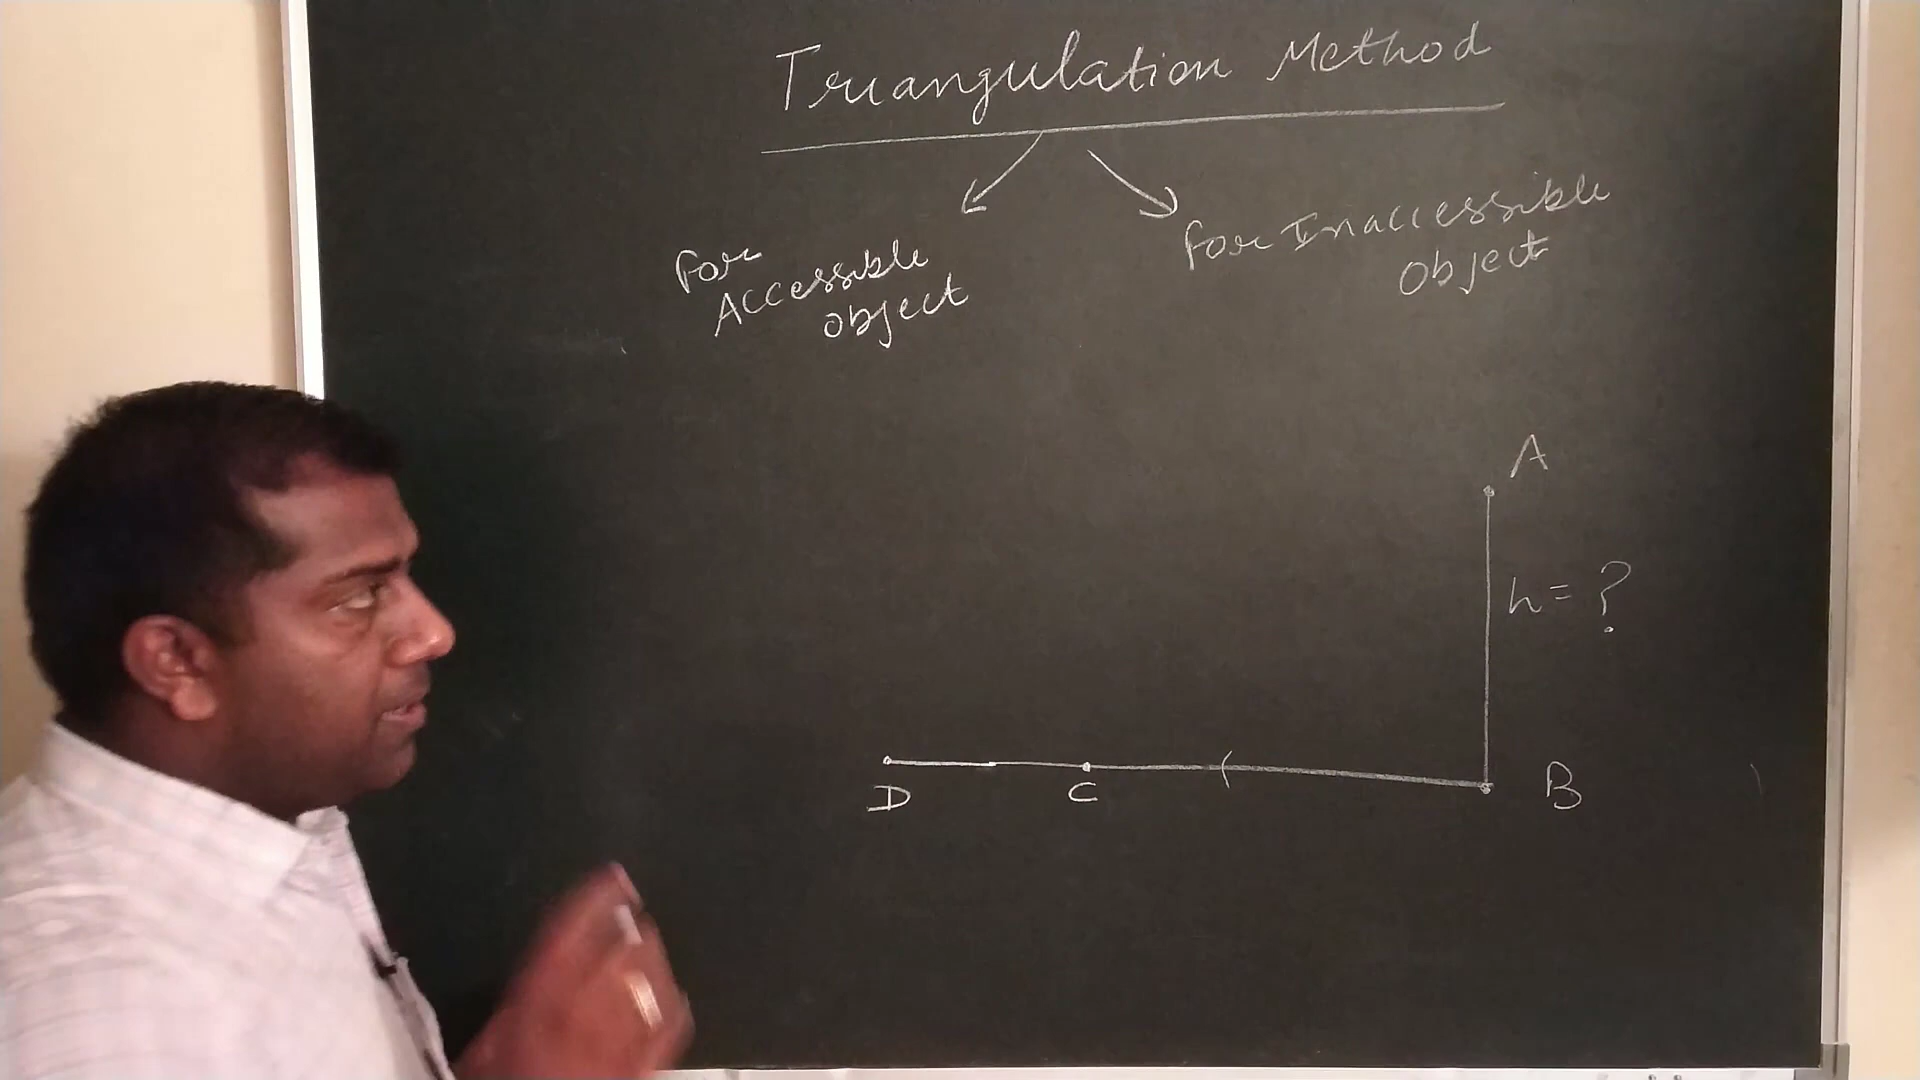 Triangulation Method
For
Accessible
Object
For Inaccessible
Object
A
h = ?
D
C
B